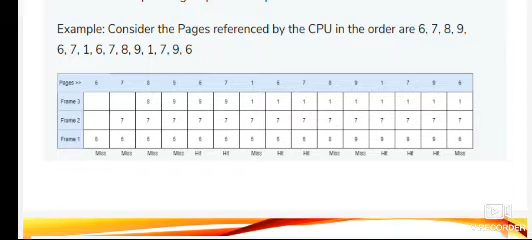 Example: Consider the Pages referenced by the CPU in the order are 6, 7, 8, 9,
6, 7, 1, 6, 7, 8, 9, 1, 7, 9, 6
Pages >> 6 7 8 9 6 7 1 6 7 8 9 1 7 9 6
Frame 3 8 9 9 9 1 1 1 1 1 1 1 1 1
Frame 2 7 7 7 7 7 7 7 7 7 7 7 7 7 7
Frame 1 6 6 6 6 6 6 6 6 6 8 9 9 9 9 6
Miss Miss Miss Miss Hit Hit Miss Hit Hit Miss Miss Hit Hit Hit Miss
RECORDER